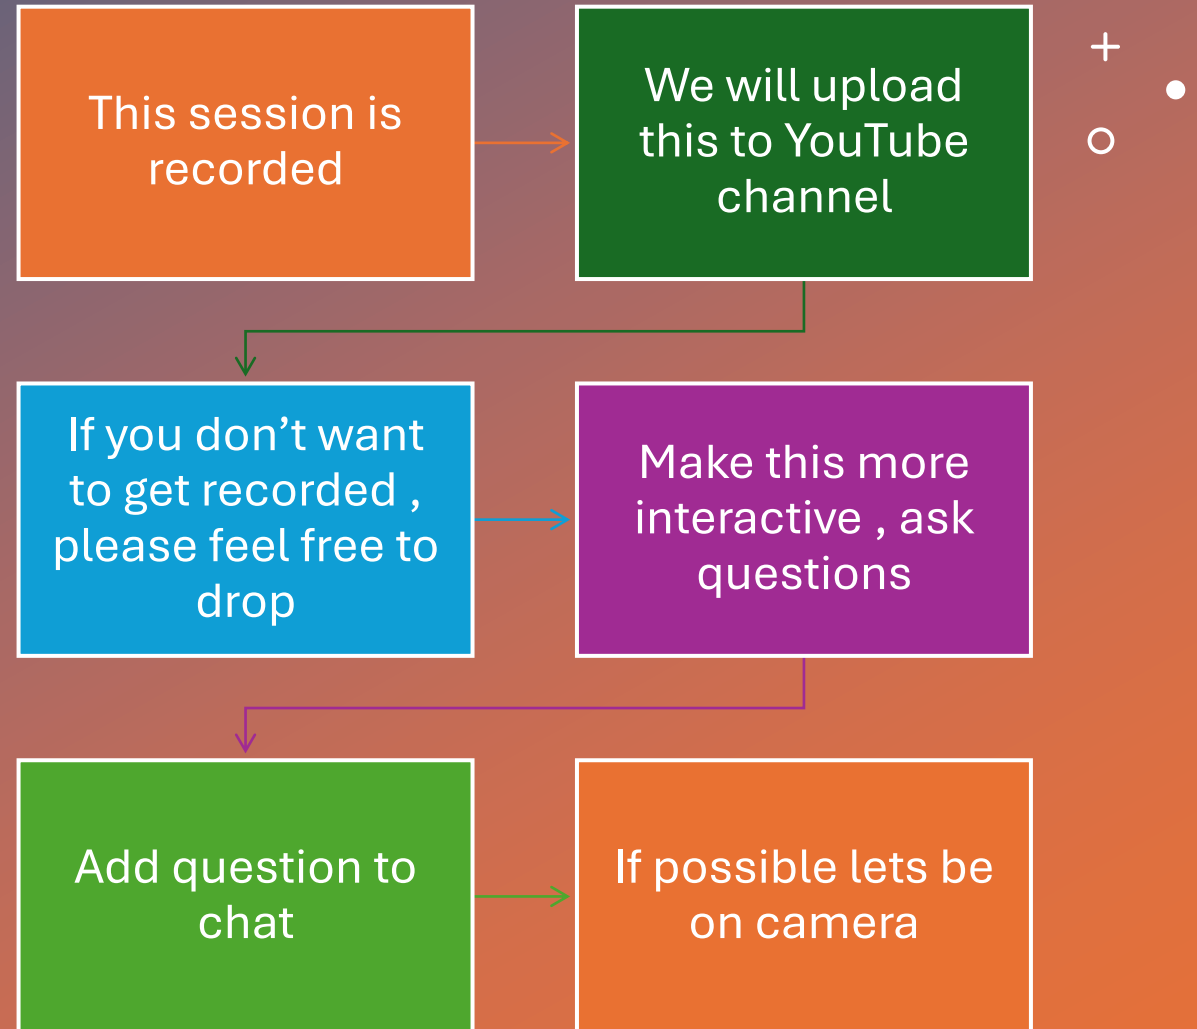 This session is
recorded
We will upload
this to YouTube
channel
If you don’t want
to get recorded ,
please feel free to
drop
Make this more
interactive , ask
questions
Add question to
chat
If possible lets be
on camera